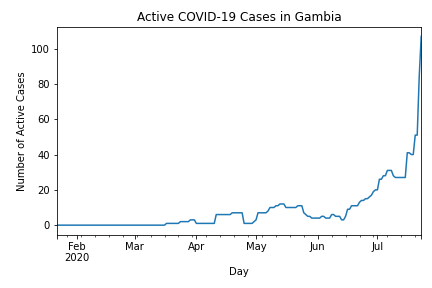 Active COVID-19 Cases in Gambia
Number of Active Cases
100
80
60
40
20
0
Feb Mar Apr May Jun Jul
2020
Day